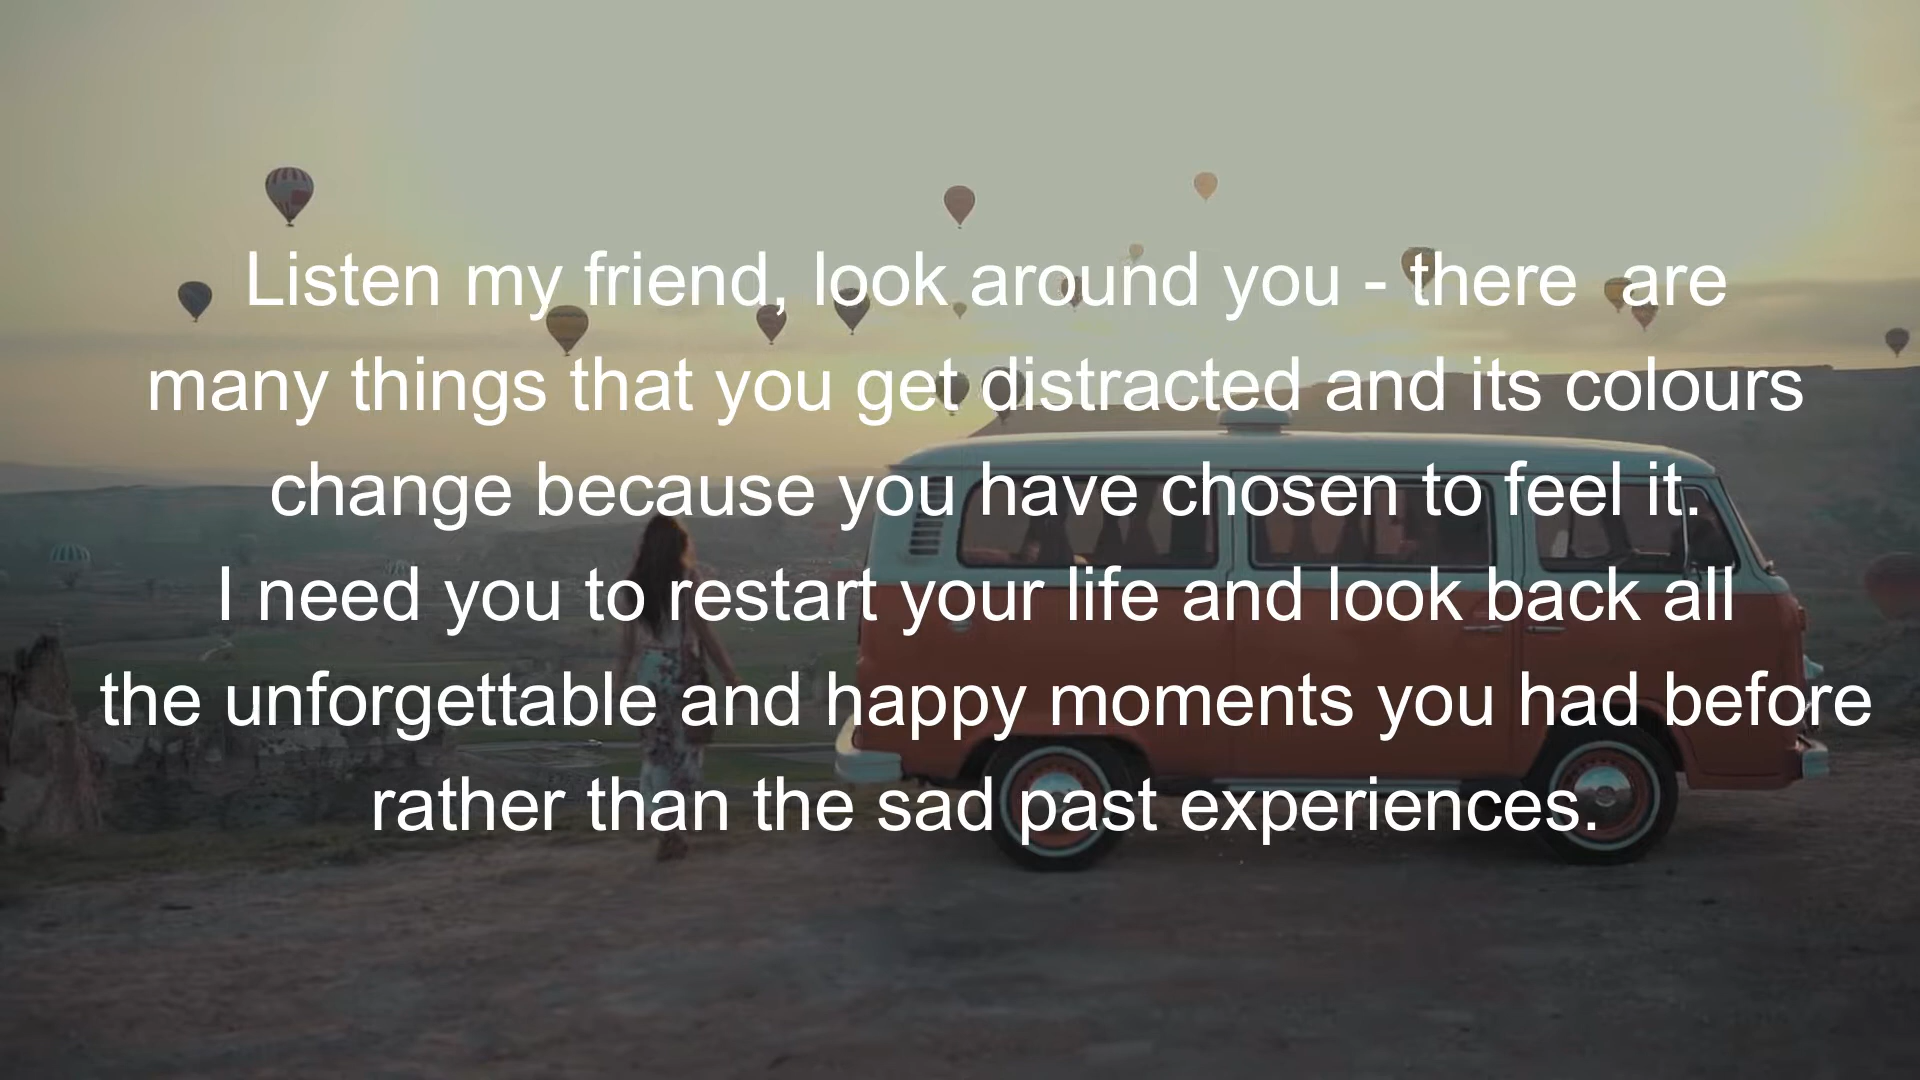 Listen my friend, look around you - there  are
many things that you get distracted and its colours
change because you have chosen to feel it.
I need you to restart your life and look back all
the unforgettable and happy moments you had before
rather than the sad past experiences.